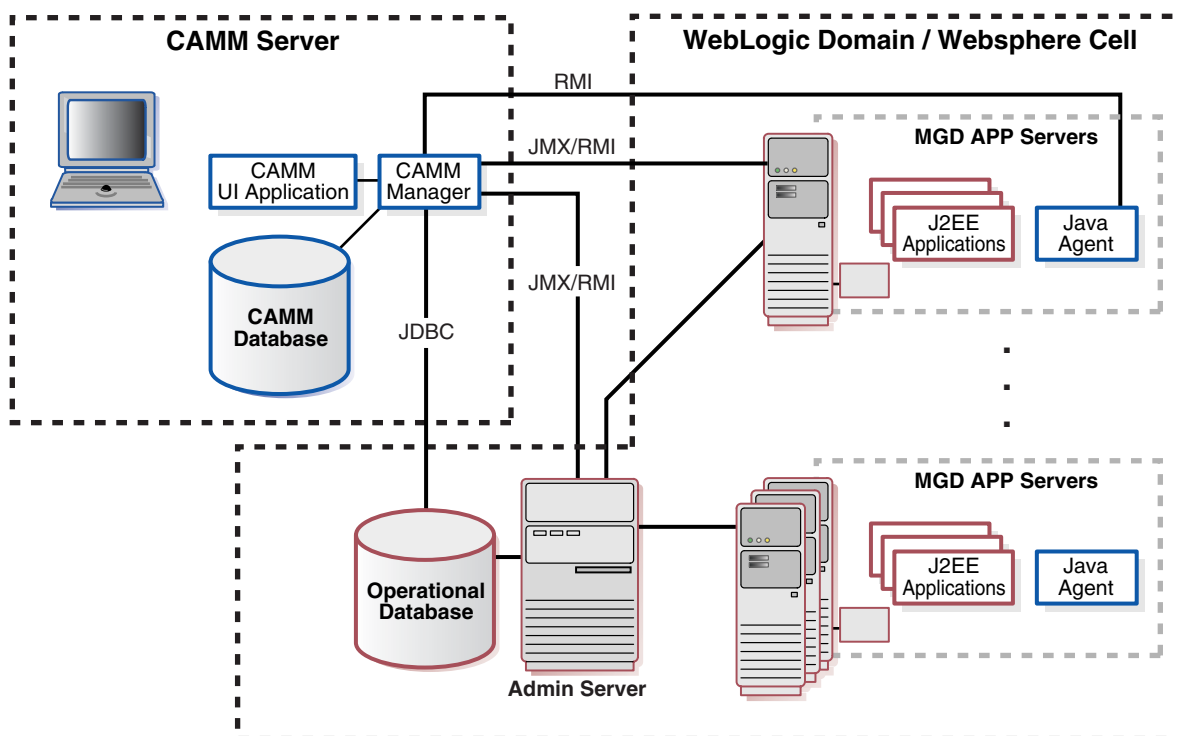 CAMM Server
WebLogic Domain / Websphere Cell
RMI
MGD APP Servers
JMX/RMI
CAMM
UI Application
CAMM
Manager
J2EE
Applications
Java
Agent
JMX/RMI
CAMM
Database
JDBC
MGD APP Servers
J2EE
Applications
Java
Agent
Operational
Database
Admin Server